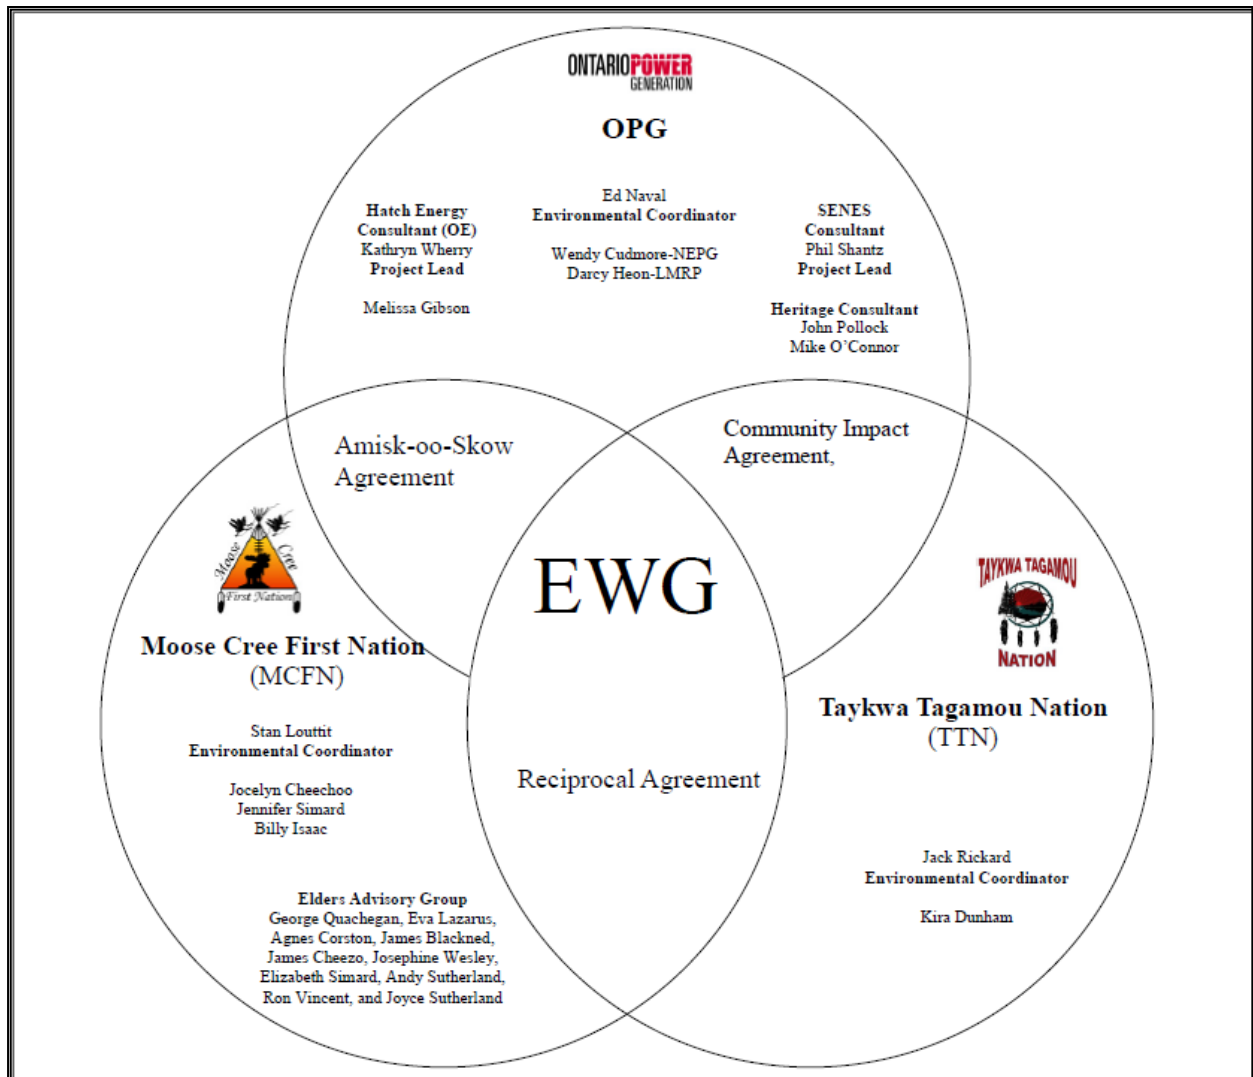 ONTARIOPOWER
GENERATION
OPG
Ed Naval
Environmental Coordinator
Wendy Cudmore-NEPG
Darcy Heon-LMRP
Hatch Energy
Consultant (OE)
Kathryn Wherry
Project Lead
Melissa Gibson
SENES
Consultant
Phil Shantz
Project Lead
Heritage Consultant
John Pollock
Mike O'Connor
Amisk-oo-Skow
Agreement
Community Impact
Agreement,
EWG
Moose Cree
First Nation
Moose Cree First Nation
(MCFN)
Stan Louttit
Environmental Coordinator
Jocelyn Cheechoo
Jennifer Simard
Billy Isaac
Elders Advisory Group
George Quachegan, Eva Lazarus,
Agnes Corston, James Blackned,
James Cheezo, Josephine Wesley,
Elizabeth Simard, Andy Sutherland,
Ron Vincent, and Joyce Sutherland
Reciprocal Agreement
TAYKWA TAGAMOU
NATION
Taykwa Tagamou Nation
(TTN)
Jack Rickard
Environmental Coordinator
Kira Dunham